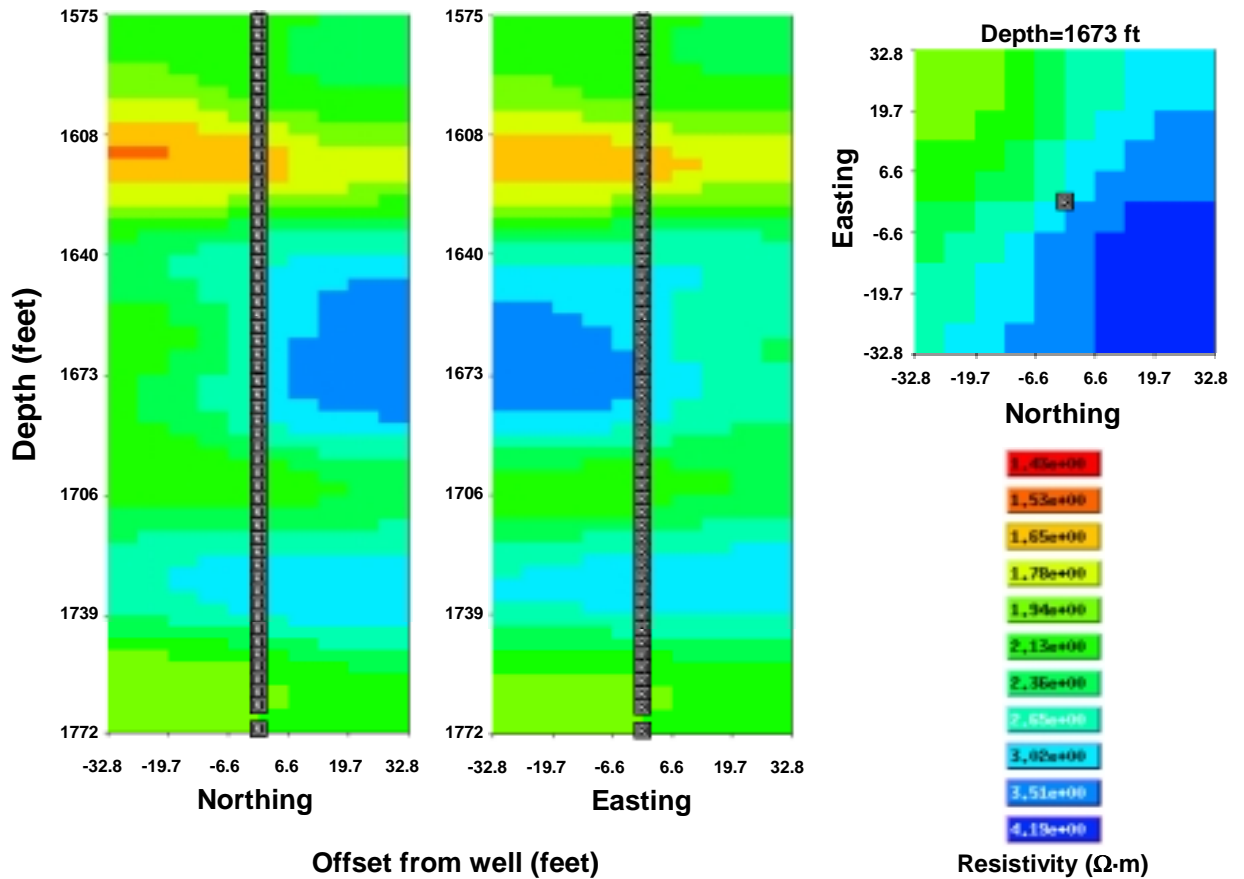 1575
1608
1640
1673
1706
1739
1772
Depth (feet)
-32.8 -19.7 -6.6 6.6 19.7 32.8
Northing
1575
1608
1640
1673
1706
1739
1772
-32.8 -19.7 -6.6 6.6 19.7 32.8
Easting
Offset from well (feet)
Depth=1673 ft
32.8
19.7
6.6
-6.6
-19.7
-32.8
Easting
-32.8 -19.7 -6.6 6.6 19.7 32.8
Northing
1.43e+00
1.53e+00
1.65e+00
1.78e+00
1.94e+00
2.13e+00
2.36e+00
2.65e+00
3.02e+00
3.51e+00
4.19e+00
Resistivity (Ω·m)